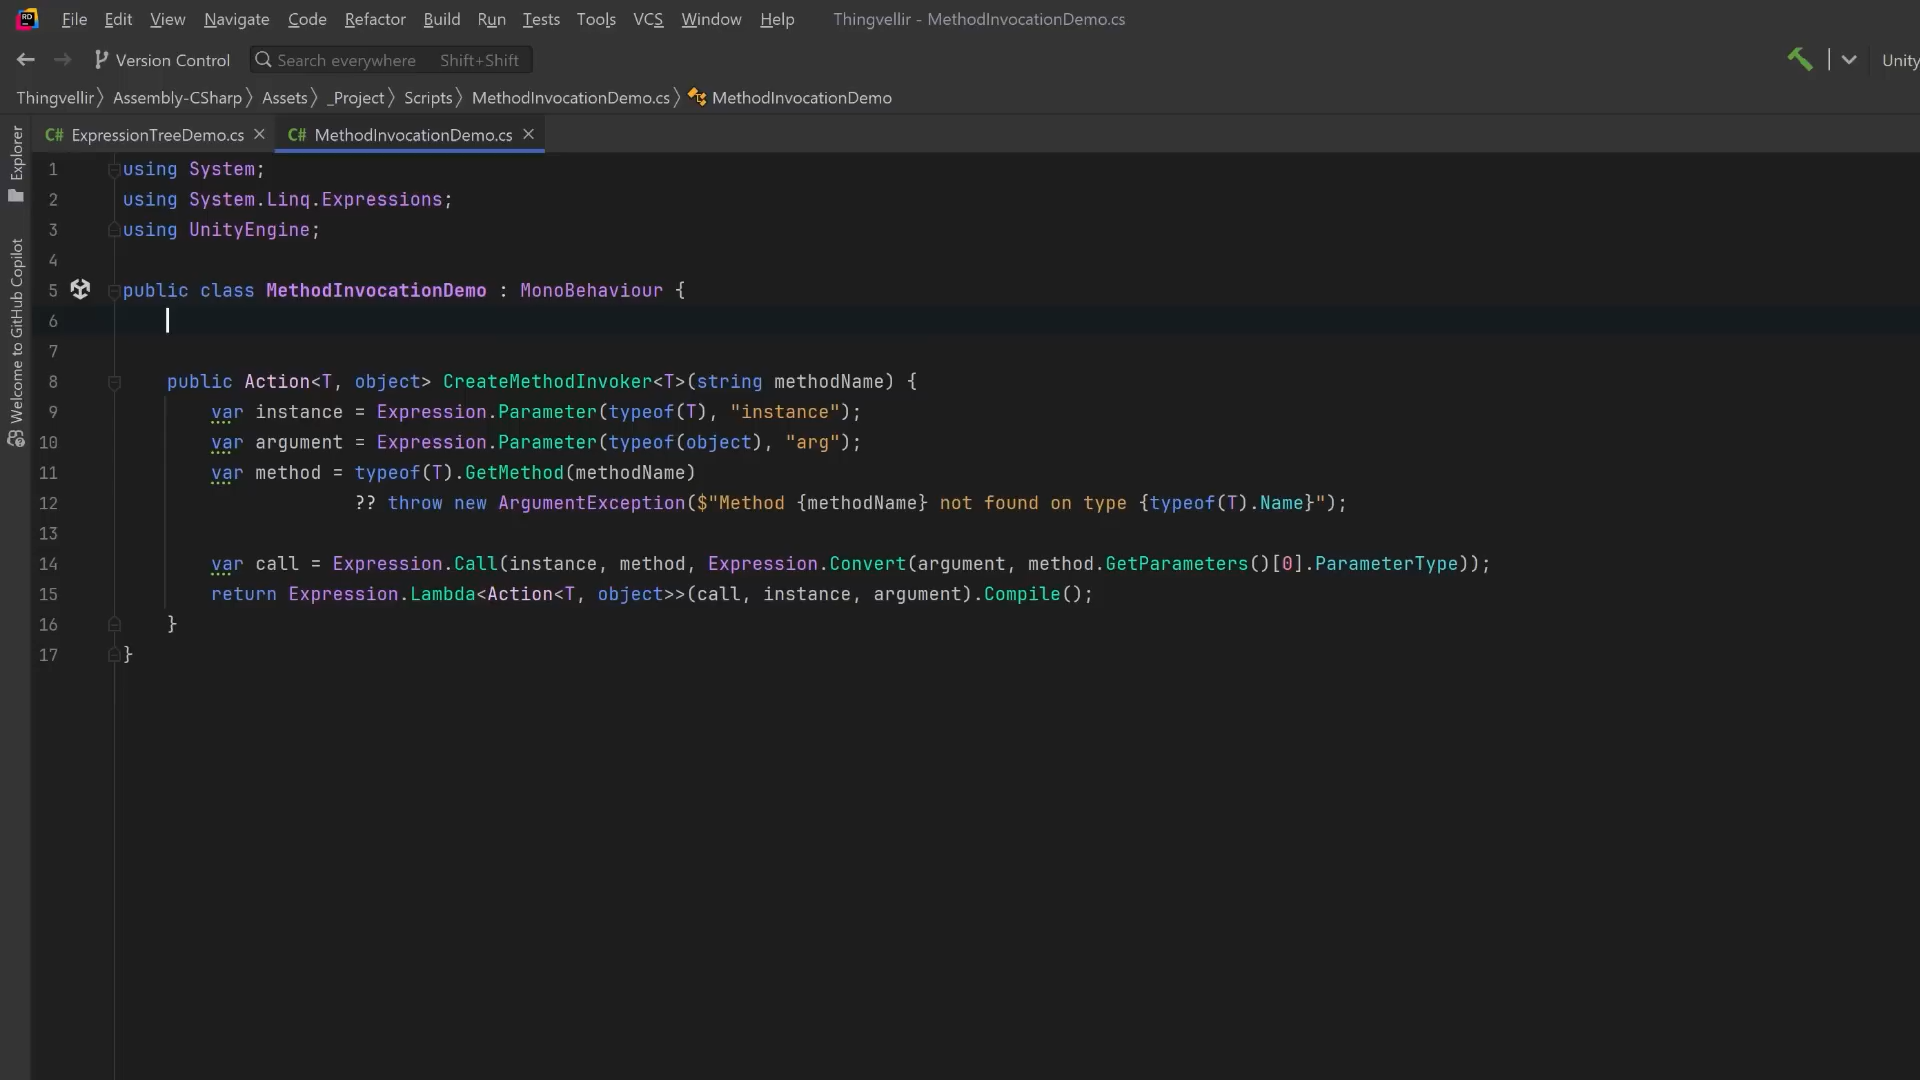 File Edit View Navigate Code Refactor Build Run Tests Tools VCS Window Help Thingvellir - MethodInvocationDemo.cs
Version Control Search everywhere Shift+Shift Unity
Thingvellir Assembly-CSharp Assets _Project Scripts MethodInvocationDemo.cs MethodInvocationDemo
C# ExpressionTreeDemo.cs C# MethodInvocationDemo.cs
Explorer
Welcome to GitHub Copilot
1 using System;
2 using System.Linq.Expressions;
3 using UnityEngine;
4
5 public class MethodInvocationDemo : MonoBehaviour {
6
7
8 public Action<T, object> CreateMethodInvoker<T>(string methodName) {
9 var instance = Expression.Parameter(typeof(T), "instance");
10 var argument = Expression.Parameter(typeof(object), "arg");
11 var method = typeof(T).GetMethod(methodName)
12 ?? throw new ArgumentException($"Method {methodName} not found on type {typeof(T).Name}");
13
14 var call = Expression.Call(instance, method, Expression.Convert(argument, method.GetParameters()[0].ParameterType));
15 return Expression.Lambda<Action<T, object>>(call, instance, argument).Compile();
16 }
17 }